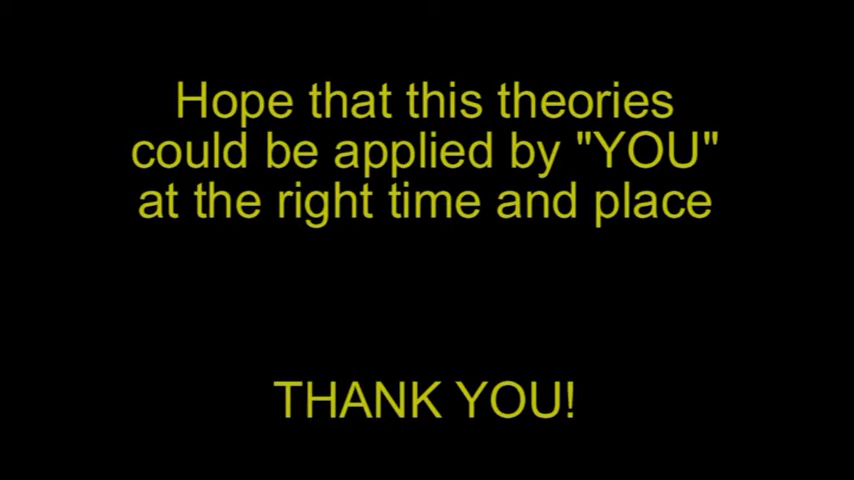 Hope that this theories
could be applied by "YOU"
at the right time and place
THANK YOU!